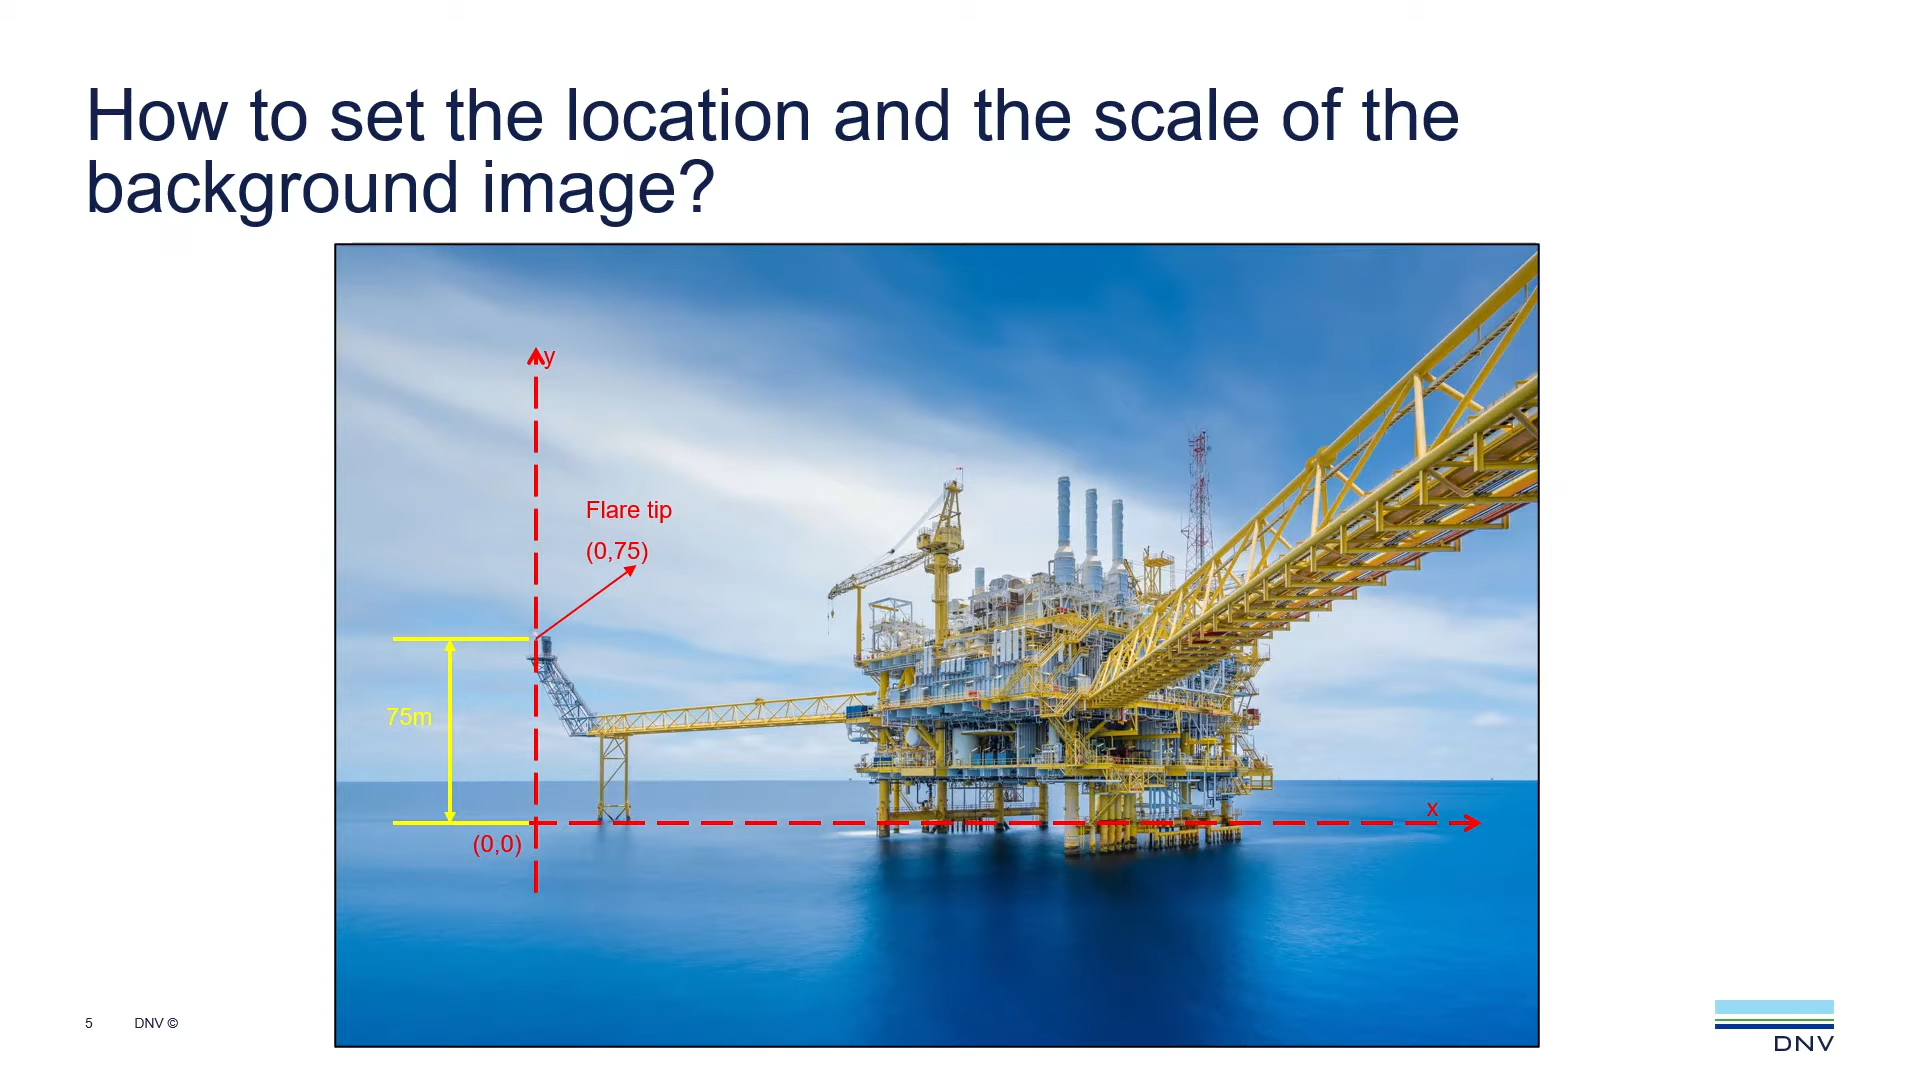 How to set the location and the scale of the
background image?
y
Flare tip
(0,75)
75m
x
(0,0)
5
DNV ©
DNV